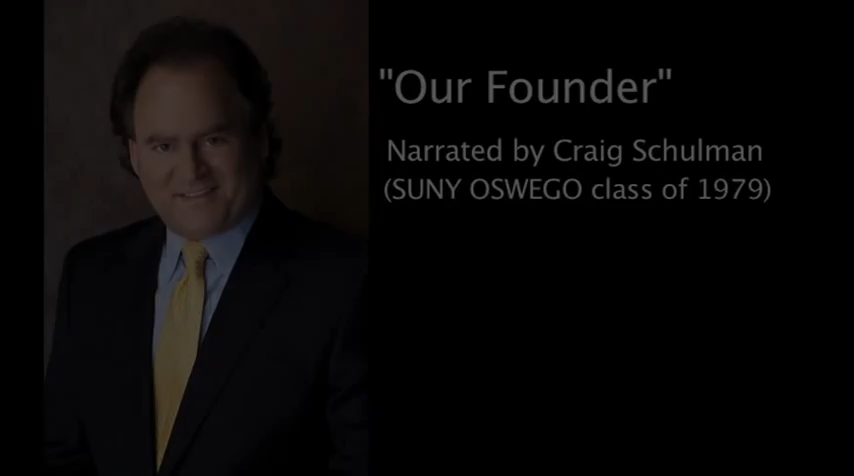 "Our Founder"
Narrated by Craig Schulman
(SUNY OSWEGO class of 1979)